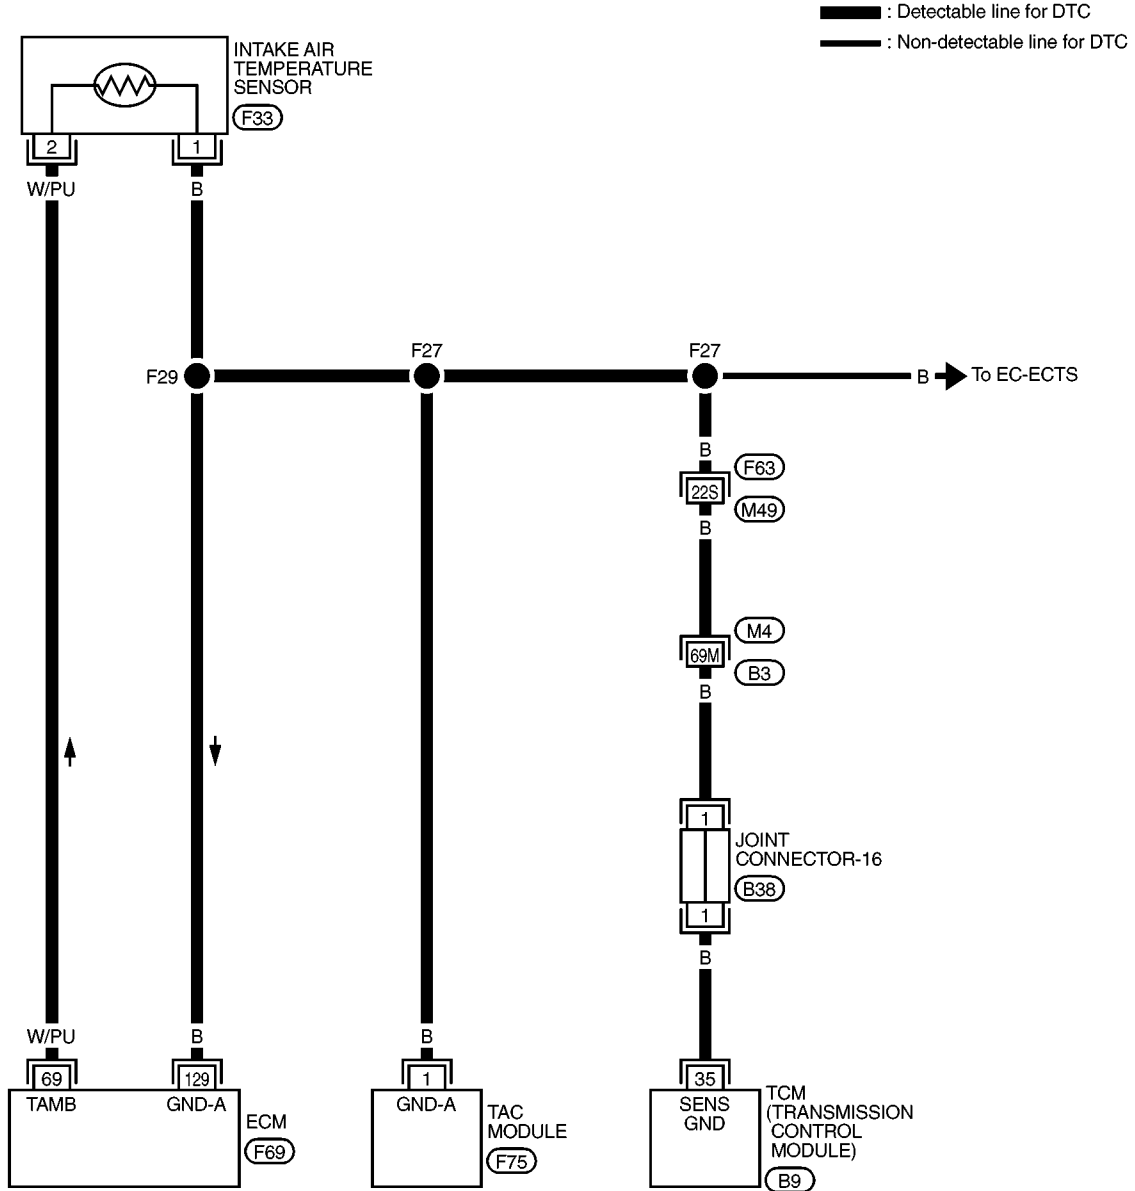 : Detectable line for DTC
: Non-detectable line for DTC
INTAKE AIR
TEMPERATURE
SENSOR
F33
2
1
W/PU
B
F29
F27
F27
B
To EC-ECTS
B
F63
22S
M49
B
M4
69M
B3
B
1
JOINT
CONNECTOR-16
B38
1
B
W/PU
B
B
69
129
1
35
TAMB
GND-A
ECM
F69
GND-A
TAC
MODULE
F75
SENS
GND
TCM
(TRANSMISSION
CONTROL
MODULE)
B9